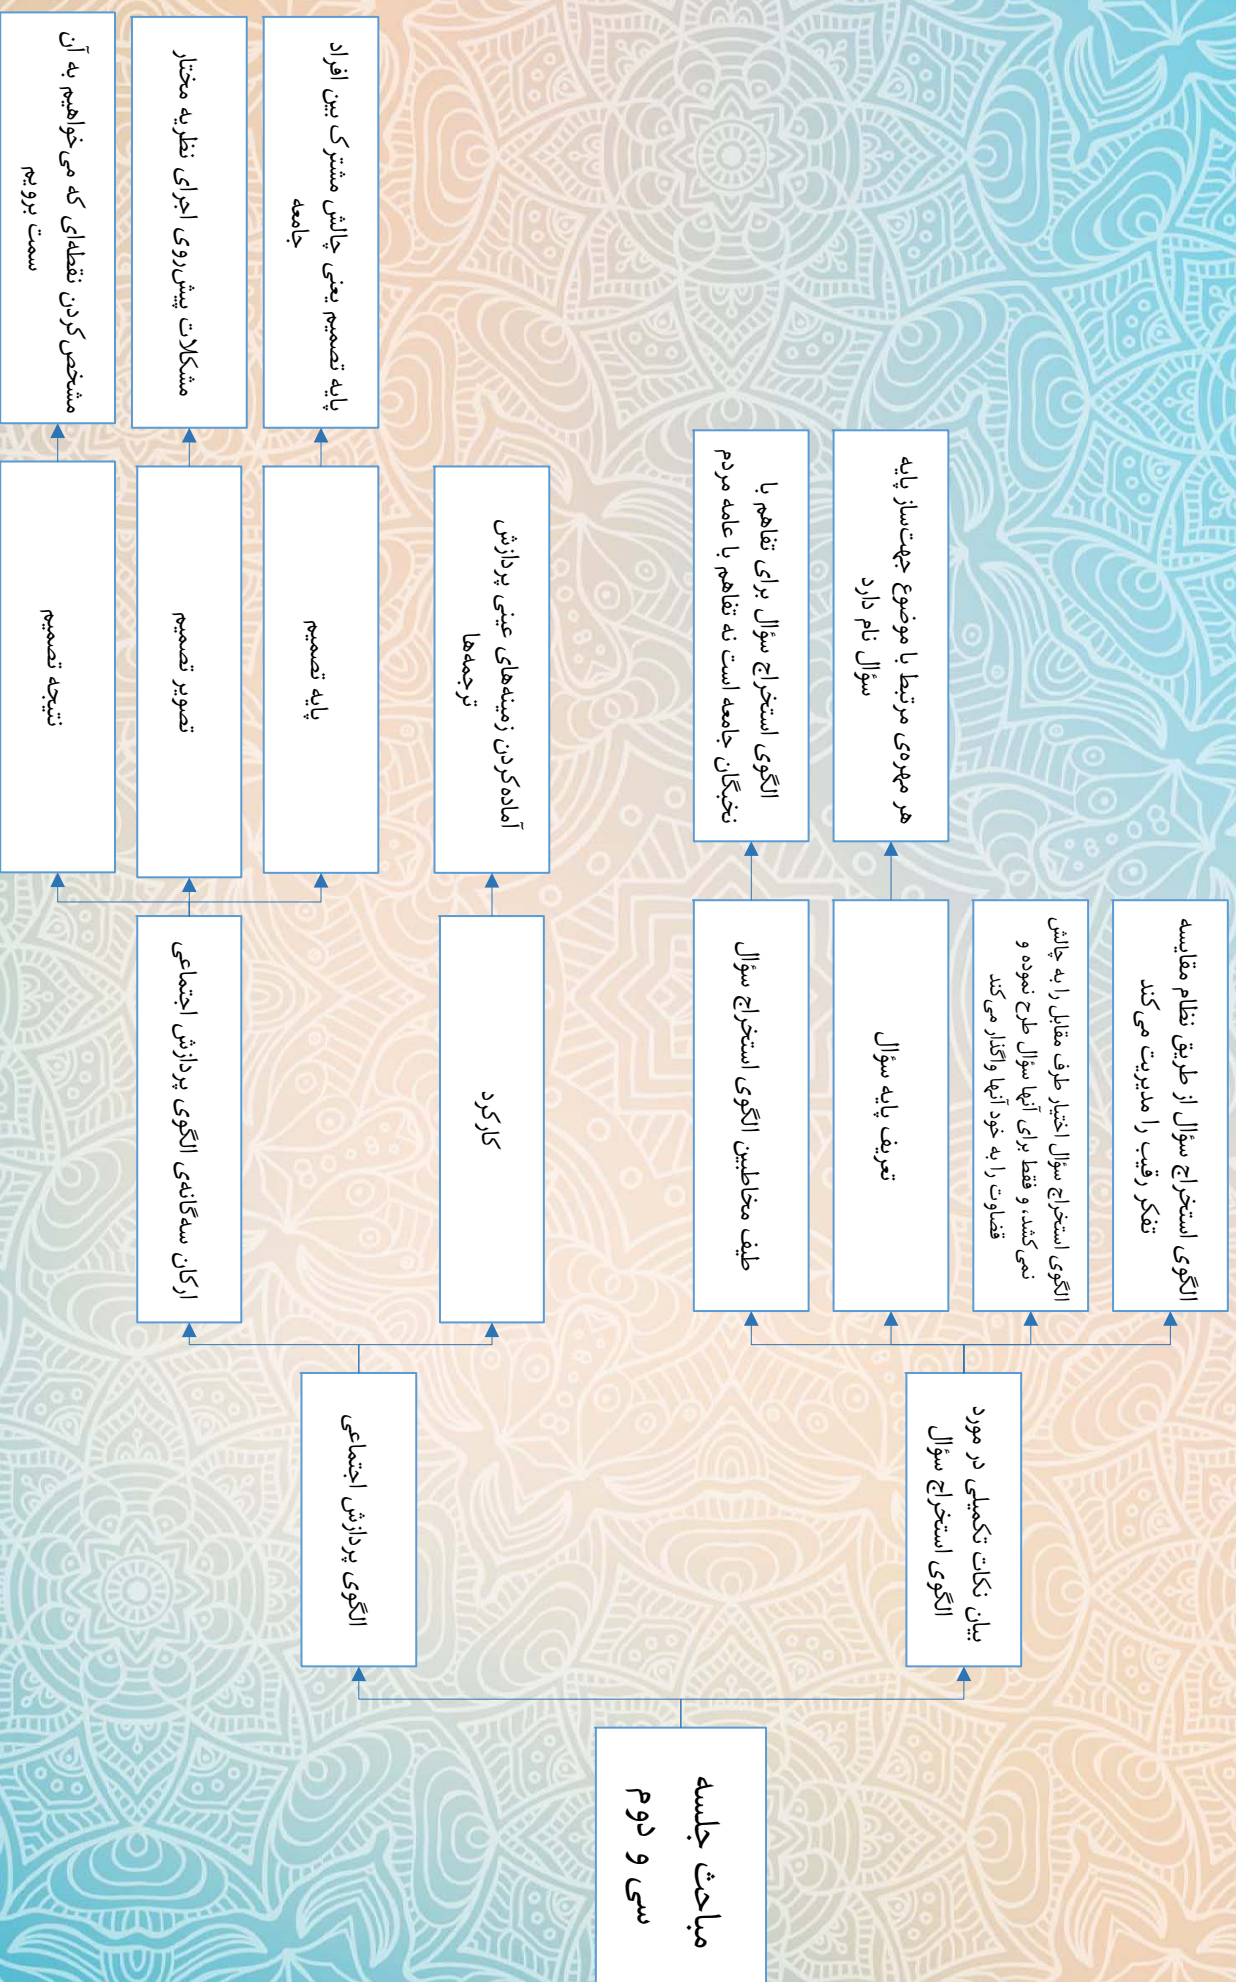 مباحث جلسه
سی و دوم
بیان نکات تکمیلی در مورد
الگوی استخراج سؤال
الگوی استخراج سؤال از طریق نظام مقایسه
تفکر رقیب را مدیریت می‌کند
الگوی استخراج سؤال اختیار طرف مقابل را به چالش
نمی‌کشد، و فقط برای آنها سؤال طرح نموده و
قضاوت را به خود آنها واگذار می‌کند
تعریف پایه سؤال
هر مهره‌ی مرتبط با موضوع جهت‌ساز پایه
سؤال نام دارد
طیف مخاطبین الگوی استخراج سؤال
الگوی استخراج سؤال برای تفاهم با
نخبگان جامعه است نه تفاهم با عامه مردم
الگوی پردازش اجتماعی
کارکرد
آماده‌کردن زمینه‌های عینی پردازش
ترجمه‌ها
ارکان سه‌گانه‌ی الگوی پردازش اجتماعی
پایه تصمیم
پایه تصمیم یعنی چالش مشترک بین افراد
جامعه
تصویر تصمیم
مشکلات پیش‌روی اجرای نظریه مختار
نتیجه تصمیم
مشخص‌کردن نقطه‌ای که می‌خواهیم به آن
سمت برویم